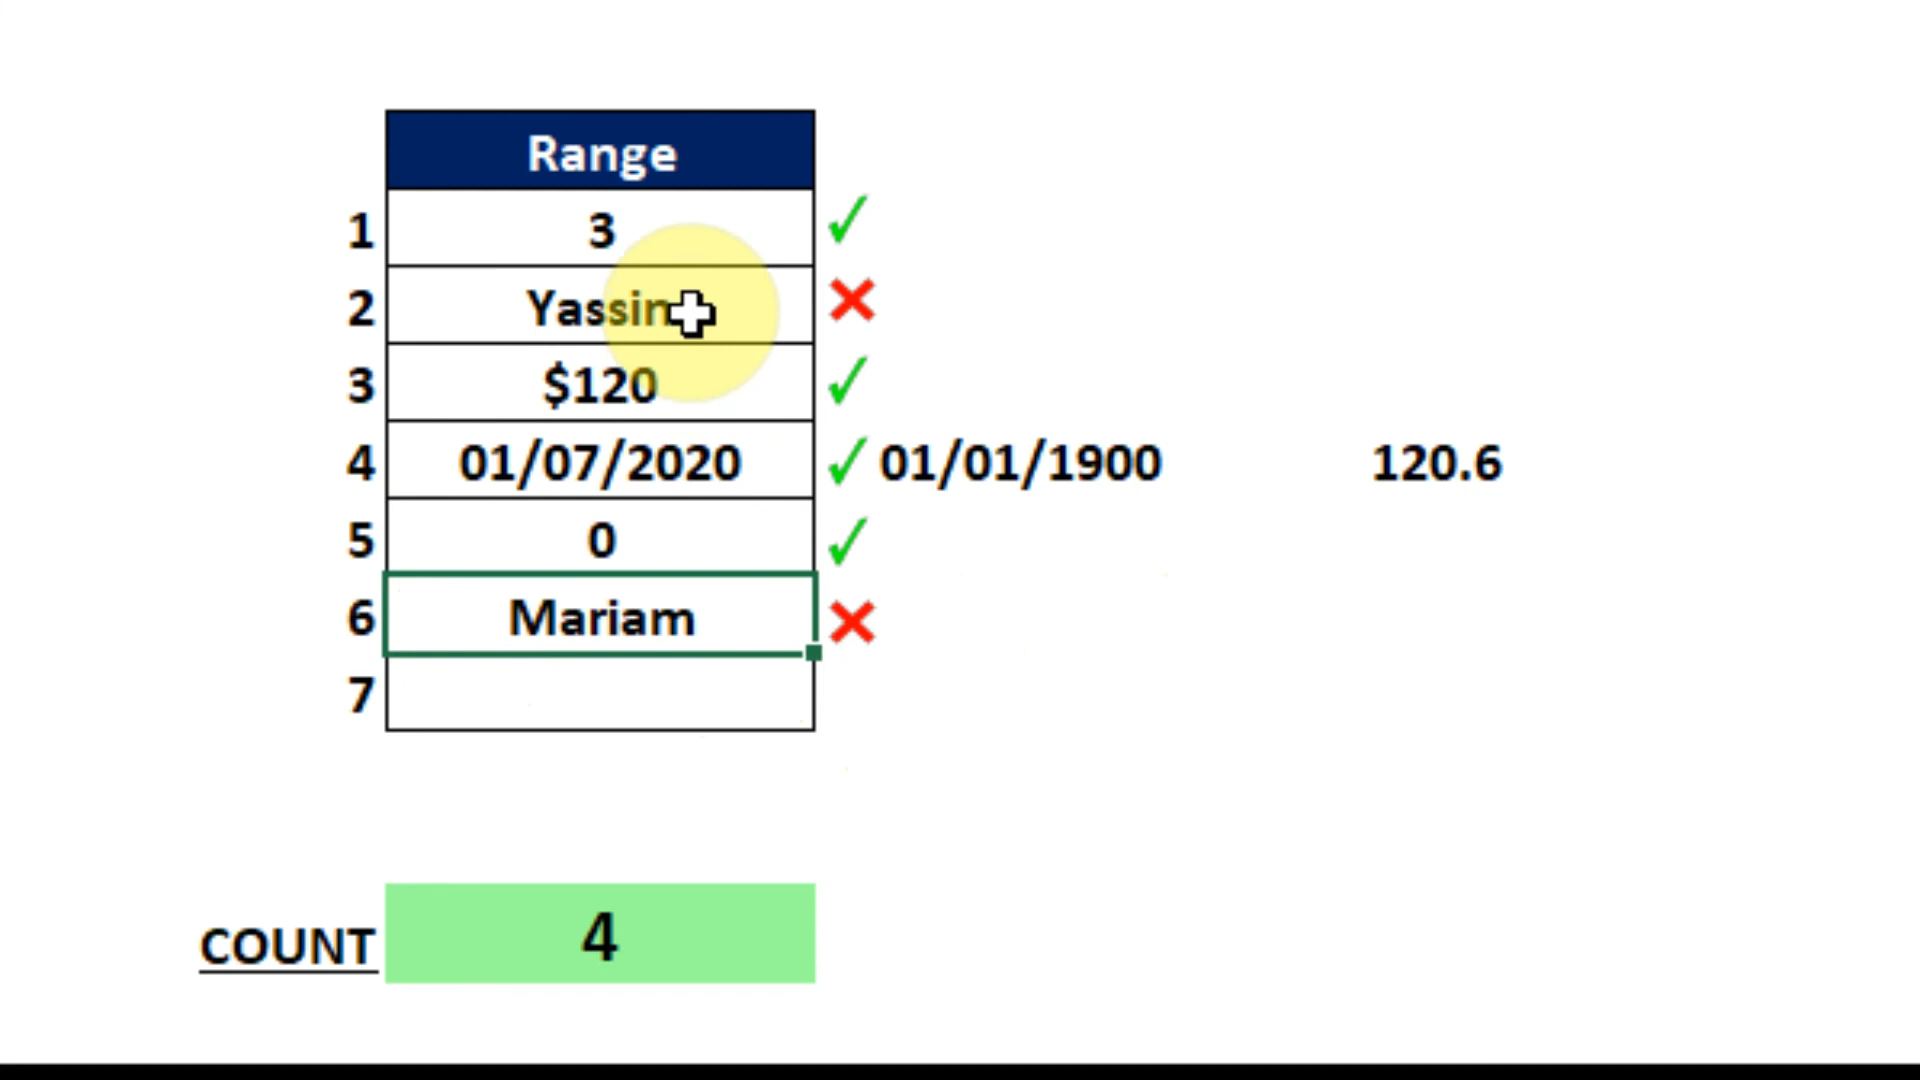 Range
1 3
2 Yassin
3 $120
4 01/07/2020 01/01/1900 120.6
5 0
6 Mariam
7
COUNT 4